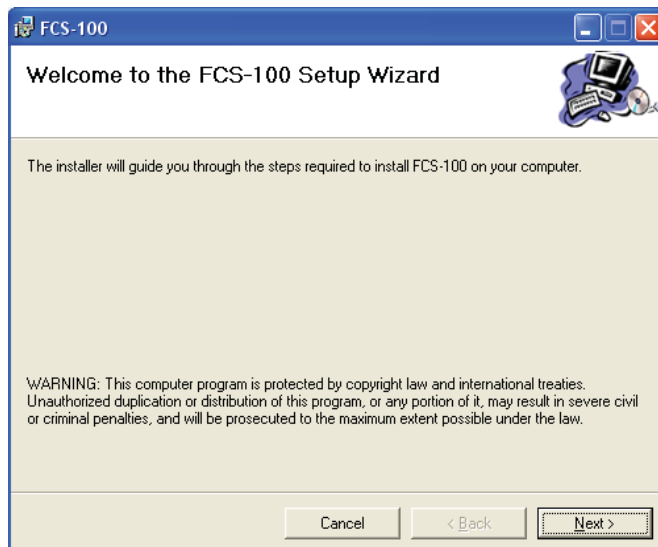 FCS-100
Welcome to the FCS-100 Setup Wizard
The installer will guide you through the steps required to install FCS-100 on your computer.
WARNING: This computer program is protected by copyright law and international treaties.
Unauthorized duplication or distribution of this program, or any portion of it, may result in severe civil
or criminal penalties, and will be prosecuted to the maximum extent possible under the law.
Cancel
< Back
Next >